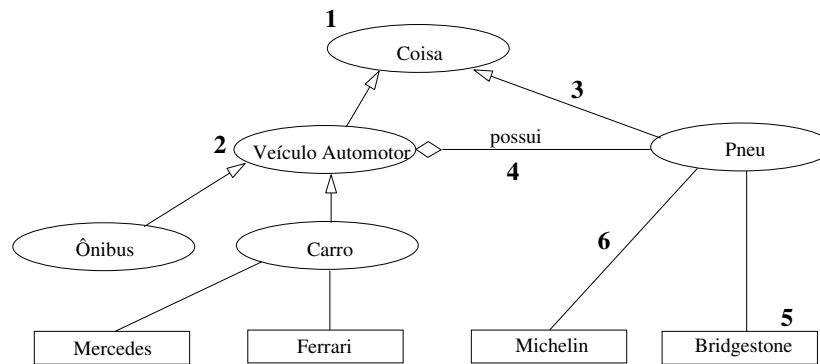 1
Coisa
3
2
Veículo Automotor
possui
4
Pneu
Ônibus
Carro
6
5
Mercedes
Ferrari
Michelin
Bridgestone